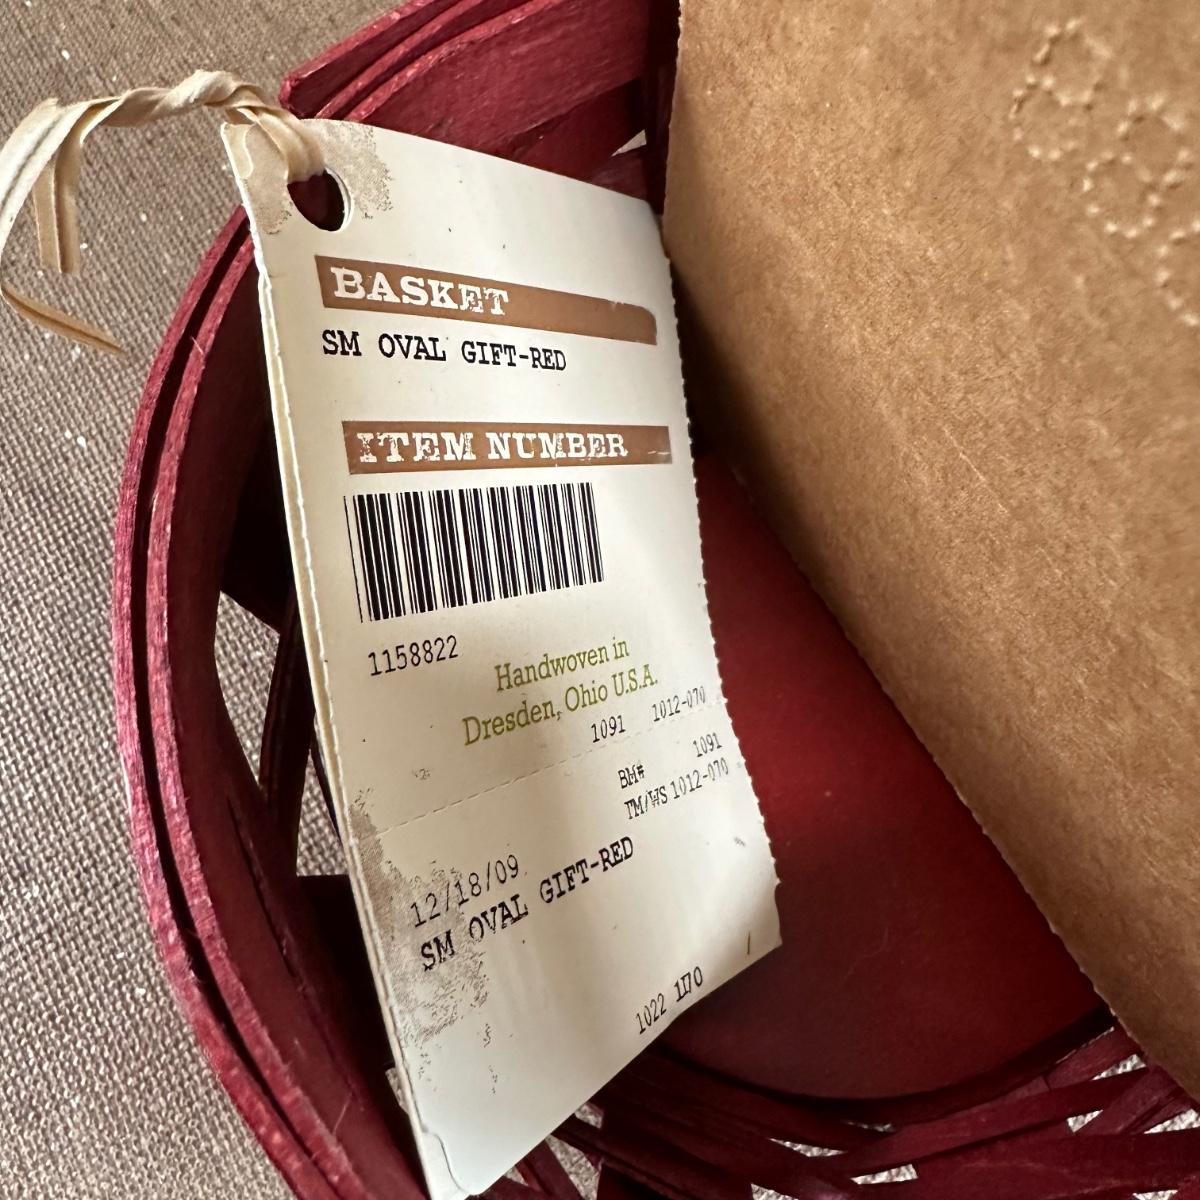 BASKET
SM OVAL GIFT-RED
ITEM NUMBER
1158822
Handwoven in
Dresden, Ohio U.S.A.
1091 1012-070
BM# 1091
TM/WS 1012-070
12/18/09
SM OVAL GIFT-RED
1022 1170